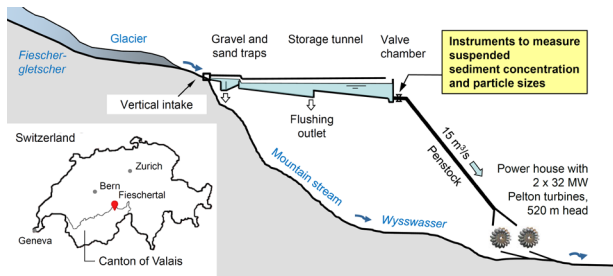 Glacier
Fiescher-
gletscher
Gravel and
sand traps
Storage tunnel
Valve
chamber
Instruments to measure
suspended
sediment concentration
and particle sizes
Vertical intake
Flushing
outlet
15 m³/s
Penstock
Mountain stream
Wysswasser
Power house with
2 x 32 MW
Pelton turbines,
520 m head
Switzerland
Zurich
Bern
Fieschertal
Geneva
Canton of Valais